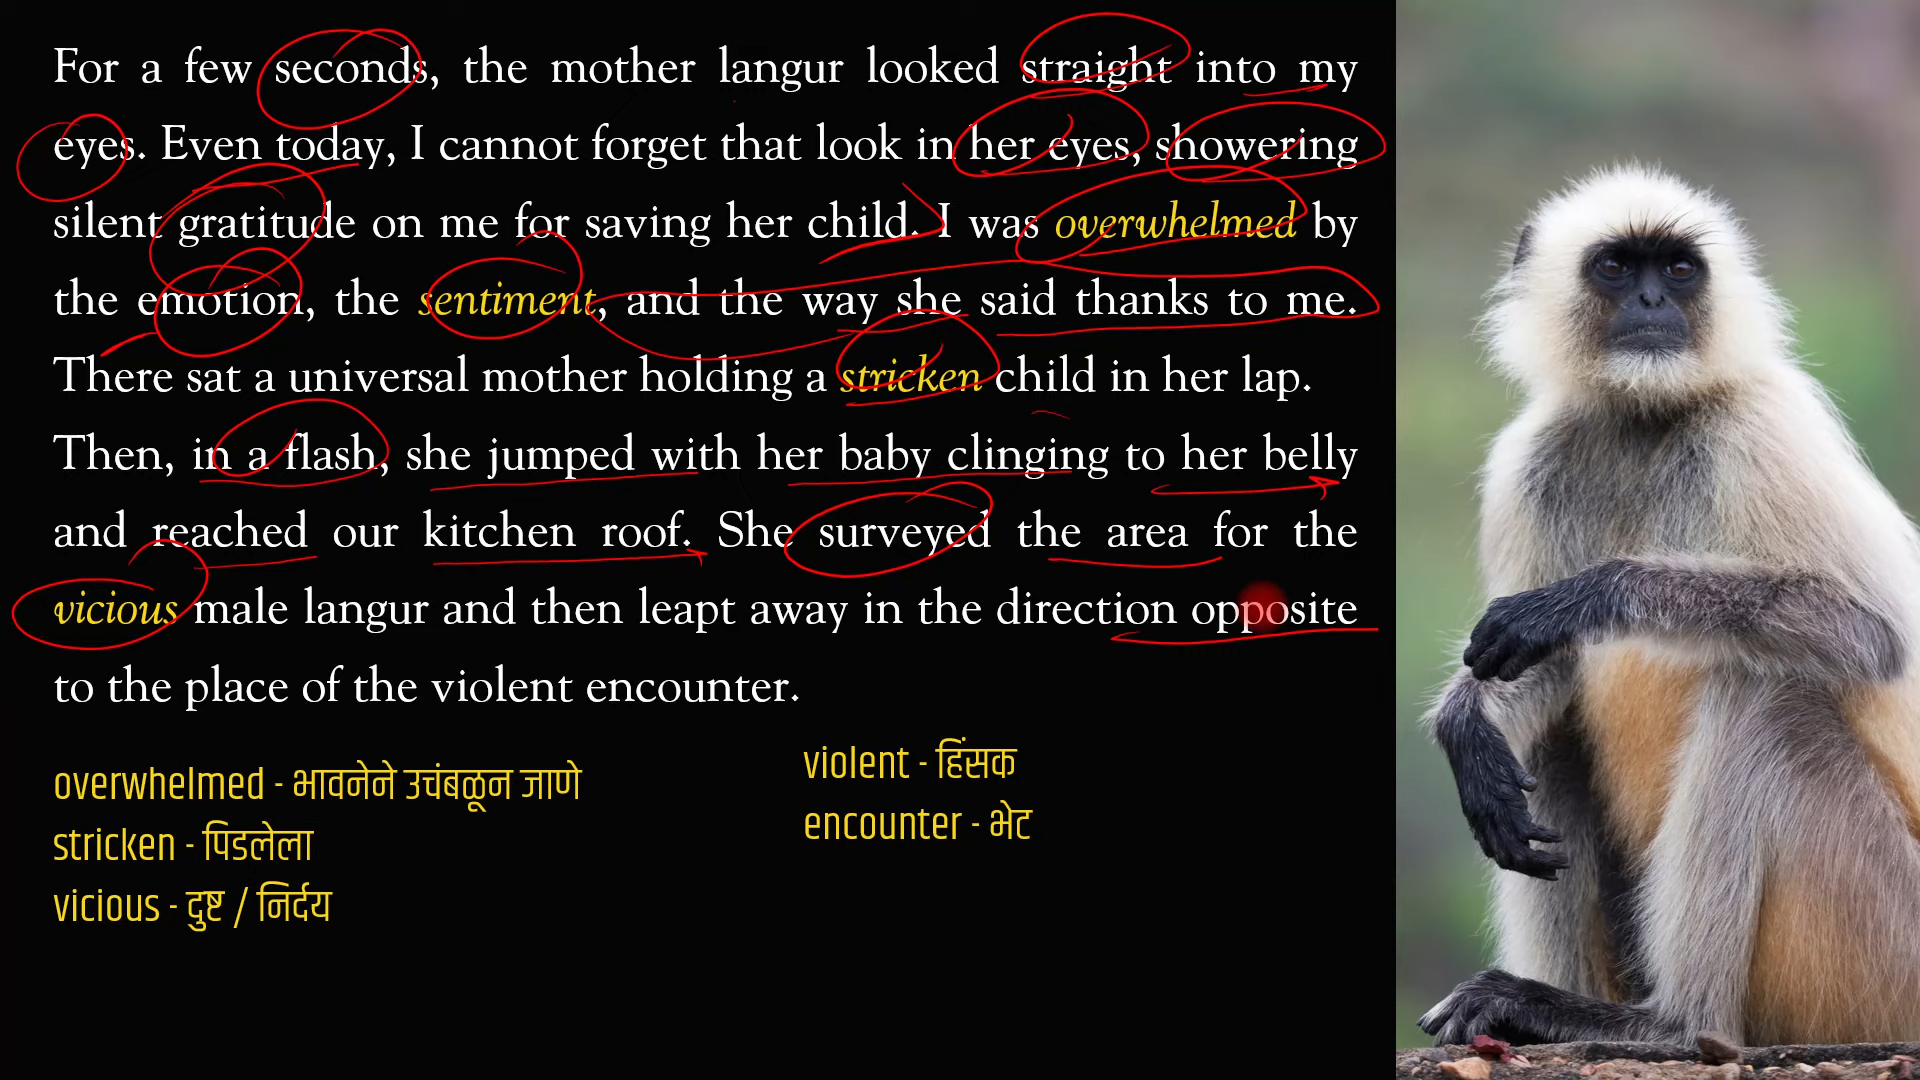 For a few seconds, the mother langur looked straight into my
eyes. Even today, I cannot forget that look in her eyes, showering
silent gratitude on me for saving her child. I was overwhelmed by
the emotion, the sentiment, and the way she said thanks to me.
There sat a universal mother holding a stricken child in her lap.
Then, in a flash, she jumped with her baby clinging to her belly
and reached our kitchen roof. She surveyed the area for the
vicious male langur and then leapt away in the direction opposite
to the place of the violent encounter.
overwhelmed - भावनेने उचंबळून जाणे
stricken - पिडलेला
vicious - दुष्ट / निर्दय
violent - हिंसक
encounter - भेट